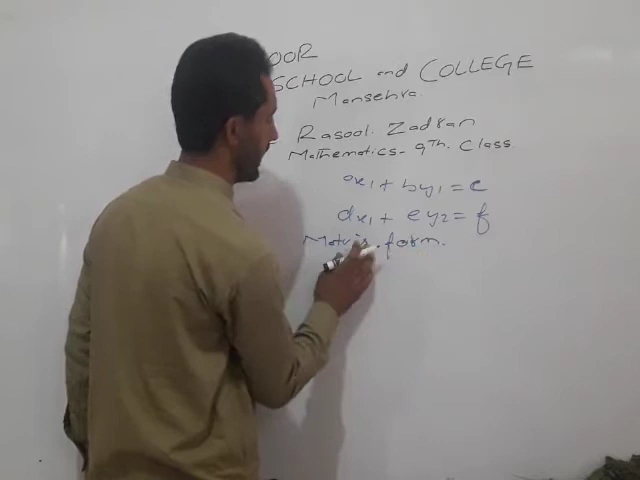 OOR
SCHOOL and COLLEGE
Mansehra.
Rasool. Zadran
Mathematics - 9th. Class.
ax₁ + by₁ = c
dx₁ + ey₂ = f
Matrix form.